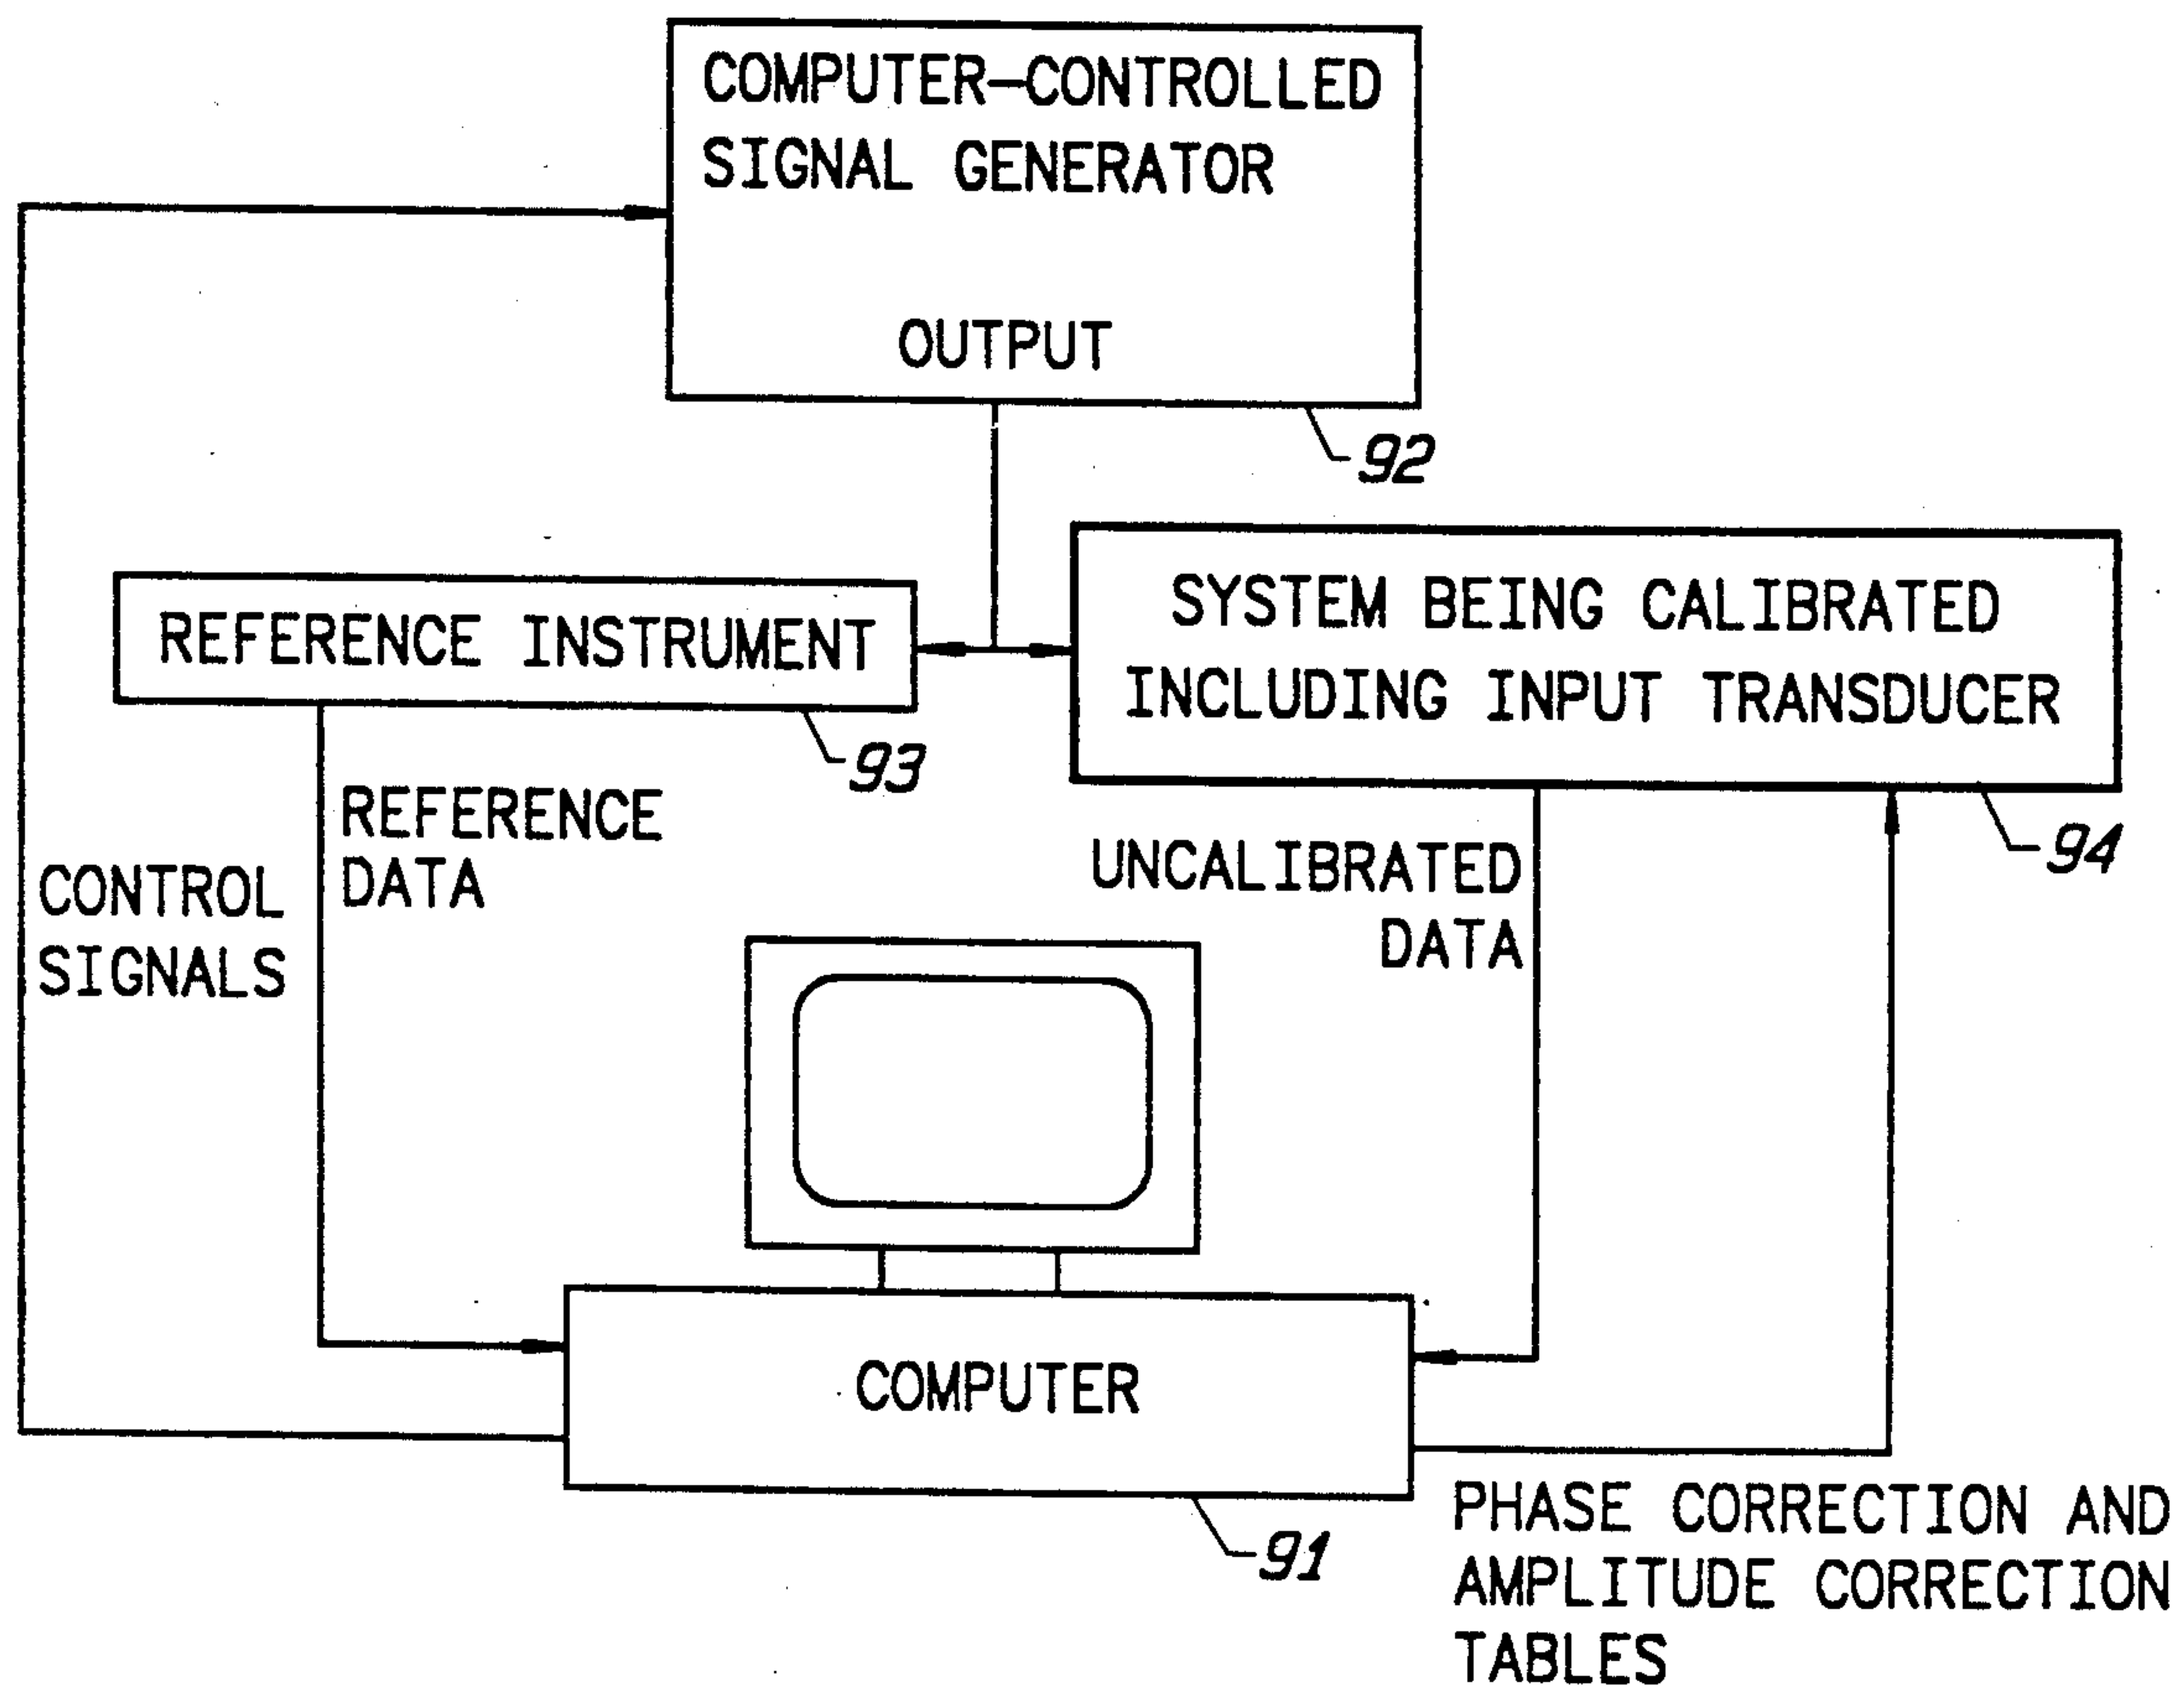 COMPUTER-CONTROLLED
SIGNAL GENERATOR
OUTPUT
92
REFERENCE INSTRUMENT
93
SYSTEM BEING CALIBRATED
INCLUDING INPUT TRANSDUCER
94
REFERENCE
DATA
CONTROL
SIGNALS
UNCALIBRATED
DATA
COMPUTER
91
PHASE CORRECTION AND
AMPLITUDE CORRECTION
TABLES